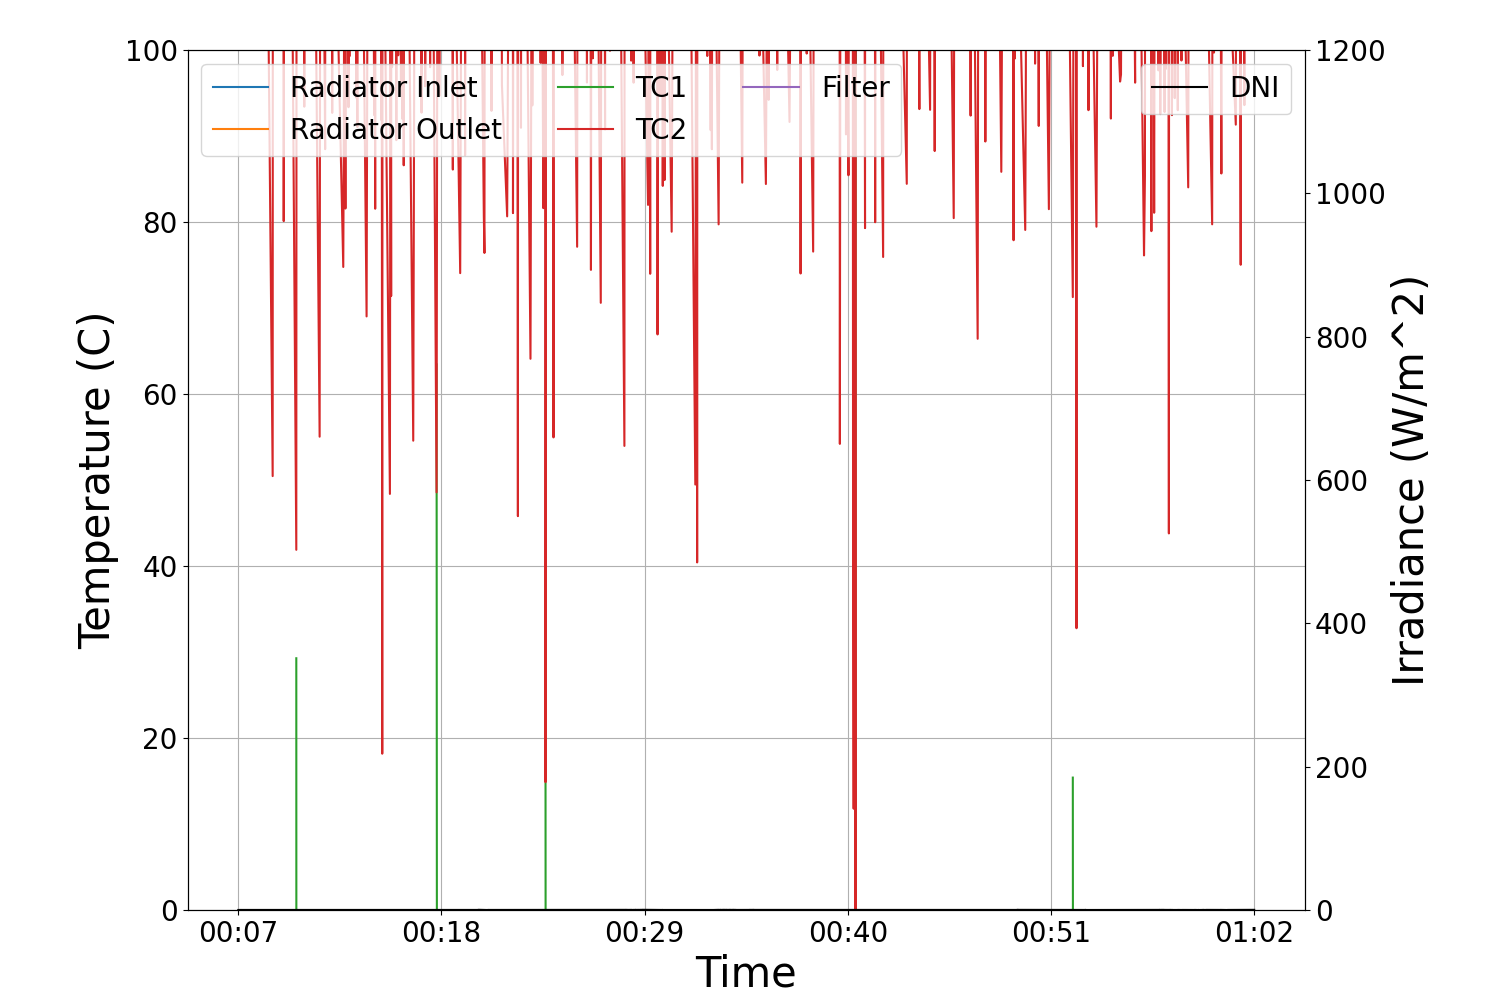 100
80
60
40
20
0
Temperature (C)
Radiator Inlet
Radiator Outlet
TC1
TC2
Filter
DNI
1200
1000
800
600
400
200
0
Irradiance (W/m^2)
00:07
00:18
00:29
00:40
00:51
01:02
Time